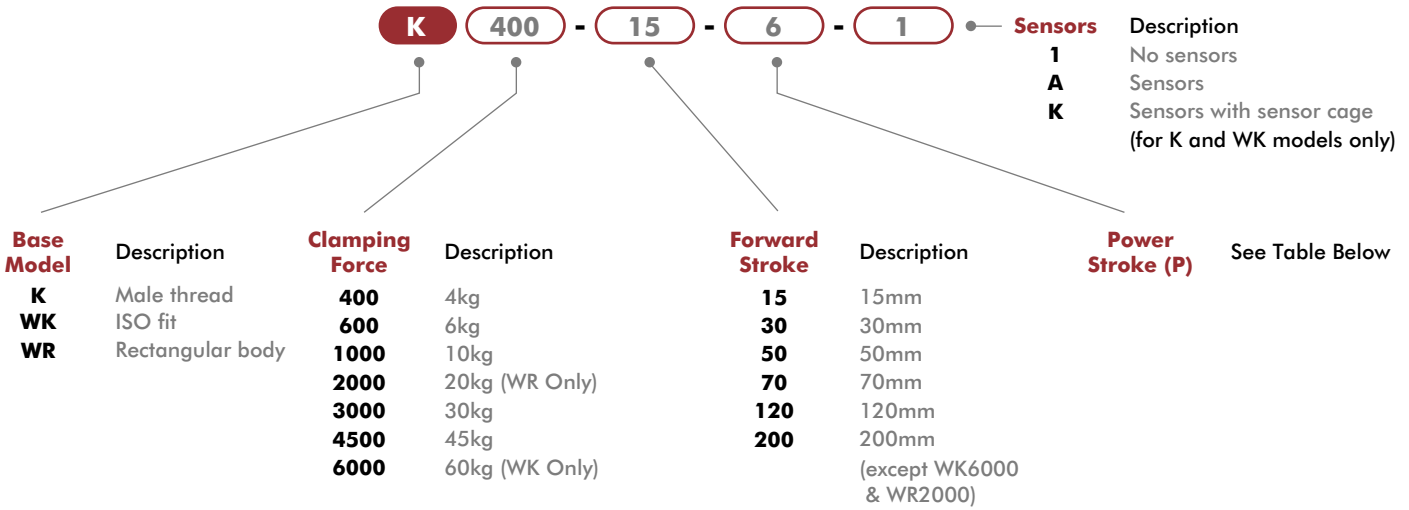 K 400 - 15 - 6 - 1
Sensors Description
1 No sensors
A Sensors
K Sensors with sensor cage
(for K and WK models only)
Base
Model
Description
K Male thread
WK ISO fit
WR Rectangular body
Clamping
Force
Description
400 4kg
600 6kg
1000 10kg
2000 20kg (WR Only)
3000 30kg
4500 45kg
6000 60kg (WK Only)
Forward
Stroke
Description
15 15mm
30 30mm
50 50mm
70 70mm
120 120mm
200 200mm
(except WK6000
& WR2000)
Power
Stroke (P)
See Table Below